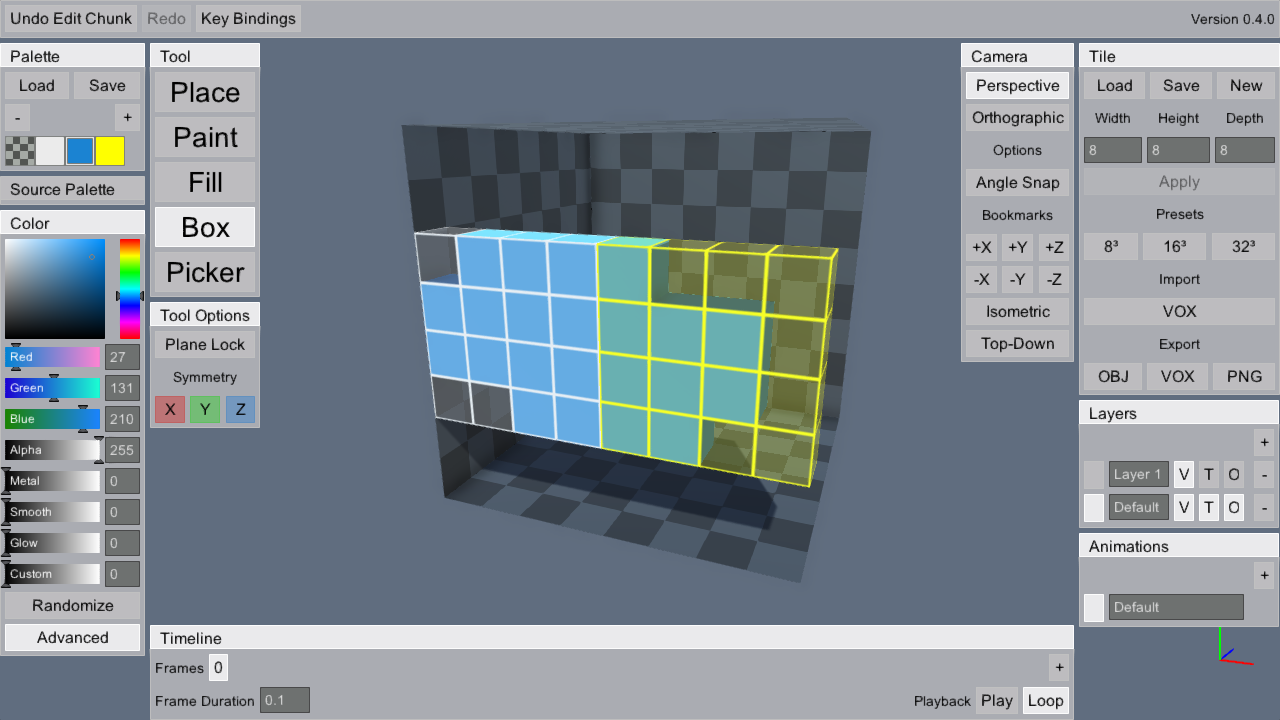 Undo Edit Chunk Redo Key Bindings Version 0.4.0
Palette
Load Save
- +
Source Palette
Color
Red 27
Green 131
Blue 210
Alpha 255
Metal 0
Smooth 0
Glow 0
Custom 0
Randomize
Advanced
Tool
Place
Paint
Fill
Box
Picker
Tool Options
Plane Lock
Symmetry
X Y Z
Camera
Perspective
Orthographic
Options
Angle Snap
Bookmarks
+X +Y +Z
-X -Y -Z
Isometric
Top-Down
Tile
Load Save New
Width Height Depth
8 8 8
Apply
Presets
8³ 16³ 32³
Import
VOX
Export
OBJ VOX PNG
Layers
+
Layer 1 V T O -
Default V T O -
Animations
+
Default
Timeline
Frames 0 +
Frame Duration 0.1 Playback Play Loop